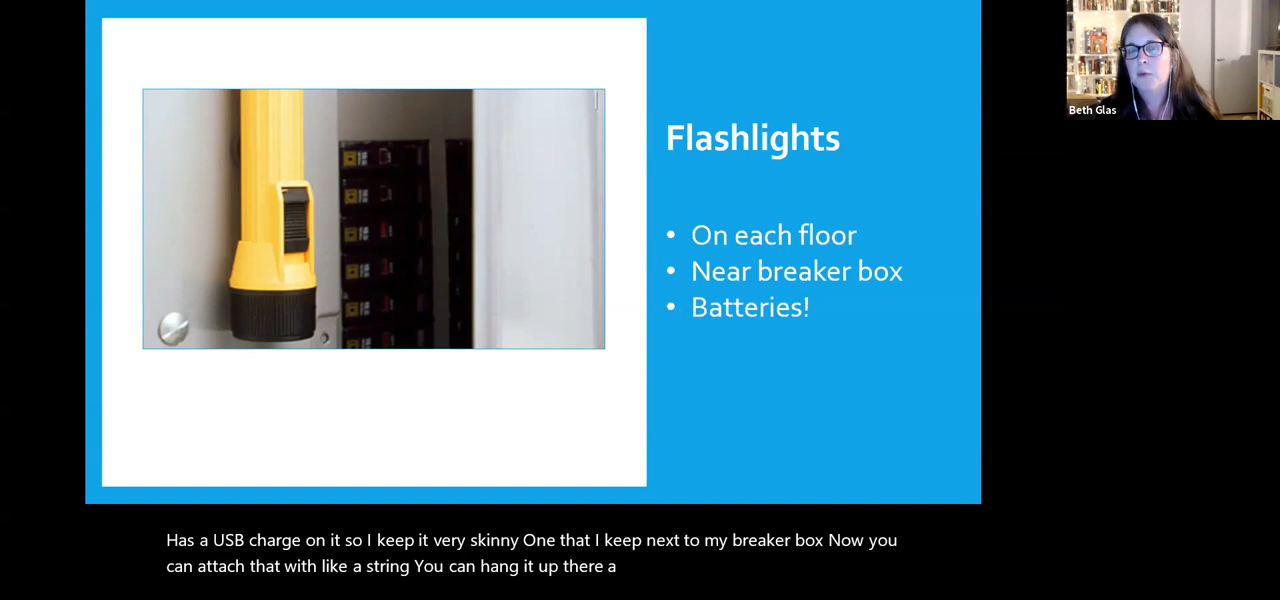 Beth Glas
Flashlights
• On each floor
• Near breaker box
• Batteries!
Has a USB charge on it so I keep it very skinny One that I keep next to my breaker box Now you
can attach that with like a string You can hang it up there a